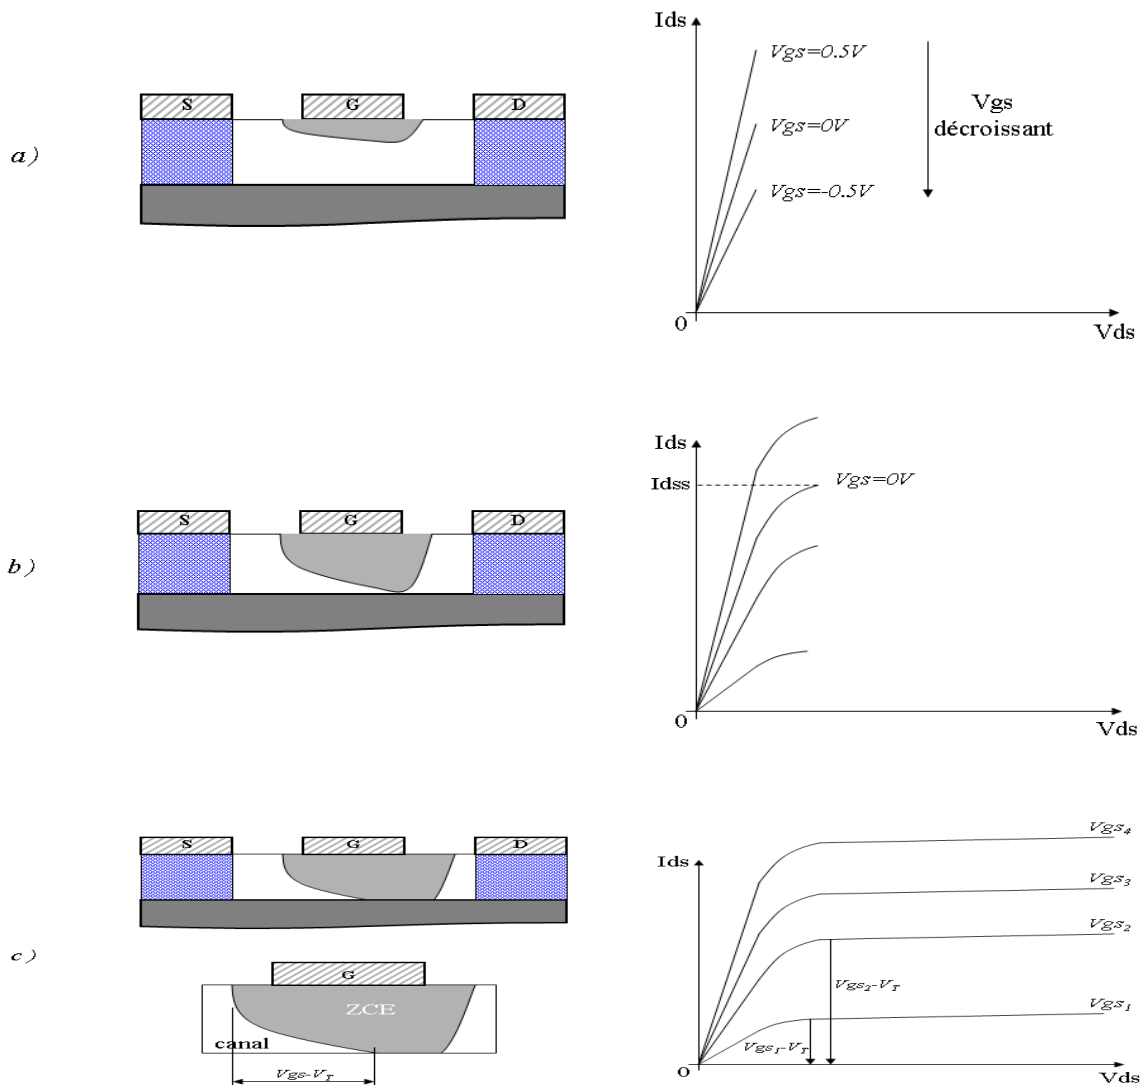 a)
S
G
D
Ids
Vgs=0.5V
Vgs=0V
Vgs=-0.5V
Vgs
décroissant
0
Vds
b)
S
G
D
Ids
Idss
Vgs=0V
0
Vds
c)
S
G
D
G
ZCE
canal
Vgs-VT
Ids
Vgs4
Vgs3
Vgs2
Vgs2-VT
Vgs1
Vgs1-VT
0
Vds